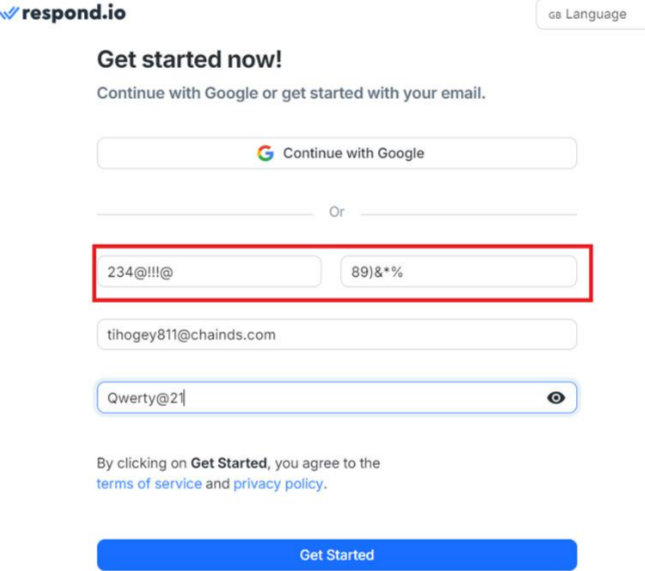 respond.io
GB Language
Get started now!
Continue with Google or get started with your email.
Continue with Google
Or
234@!!!@ 89)&*%
tihogey811@chainds.com
Qwerty@21
By clicking on Get Started, you agree to the
terms of service and privacy policy.
Get Started